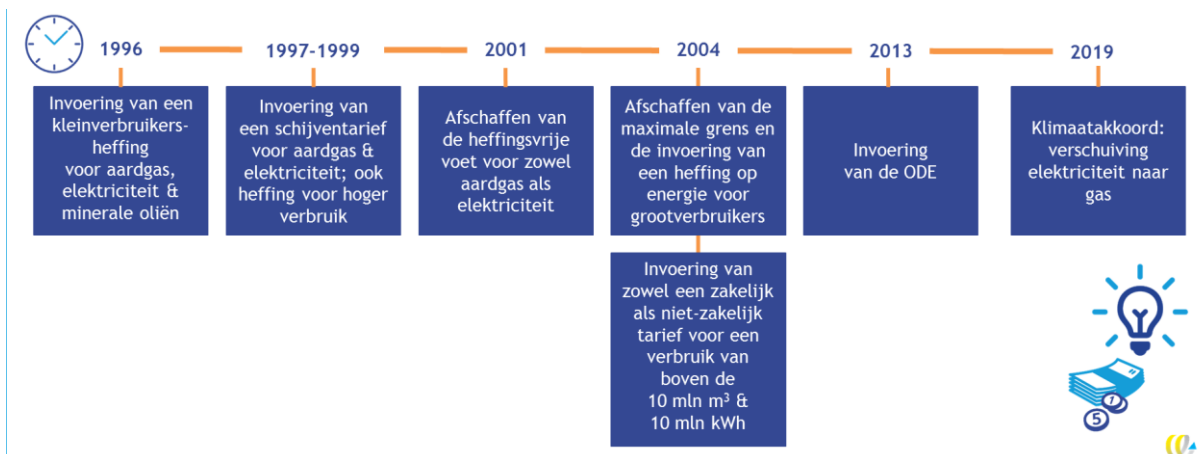 1996
1997-1999
2001
2004
2013
2019
Invoering van een
kleinverbruikers-
heffing
voor aardgas,
elektriciteit &
minerale oliën
Invoering van
een schijventarief
voor aardgas &
elektriciteit; ook
heffing voor hoger
verbruik
Afschaffen van
de heffingsvrije
voet voor zowel
aardgas als
elektriciteit
Afschaffen van de
maximale grens en
de invoering van
een heffing op
energie voor
grootverbruikers
Invoering van
zowel een zakelijk
als niet-zakelijk
tarief voor een
verbruik van
boven de
10 mln m³ &
10 mln kWh
Invoering
van de ODE
Klimaatakkoord:
verschuiving
elektriciteit naar
gas
1
5